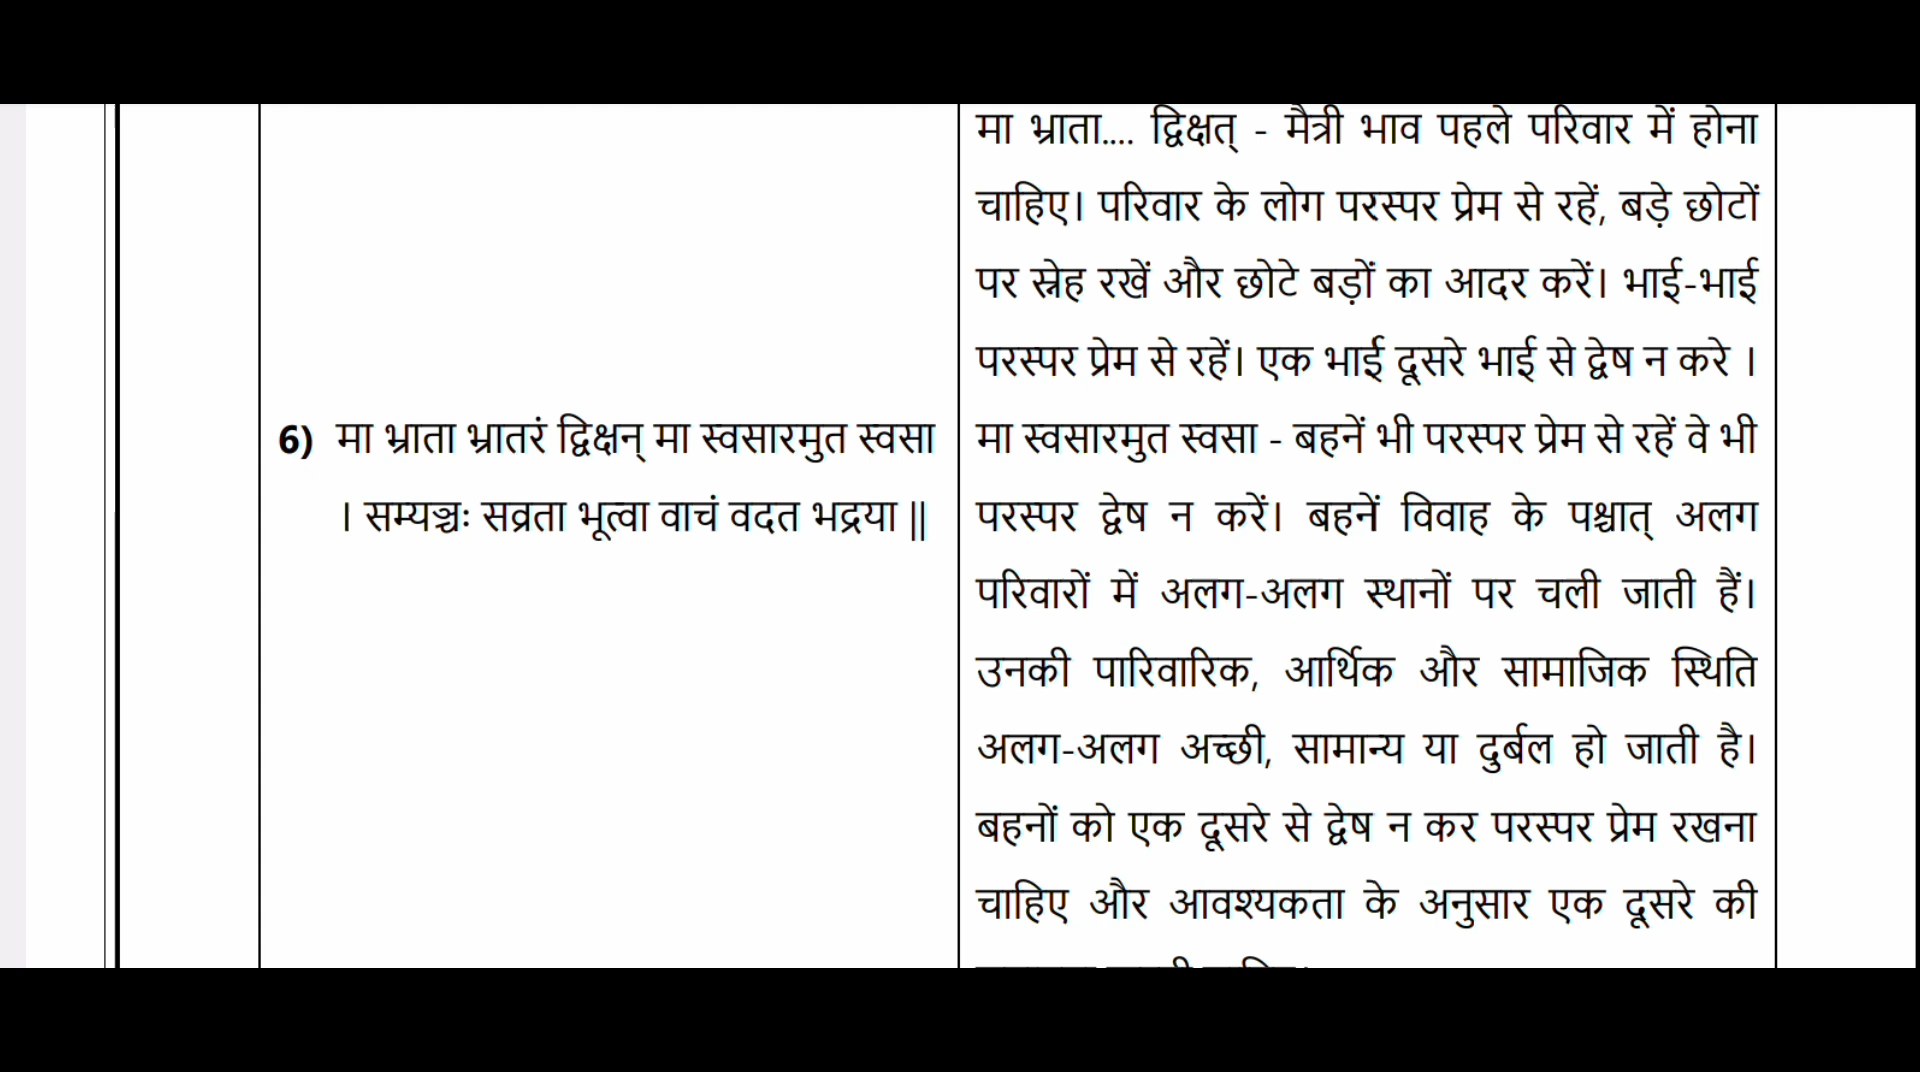 6) मा भ्राता भ्रातरं द्विक्षन् मा स्वसारमुत स्वसा
। सम्यञ्चः सव्रता भूत्वा वाचं वदत भद्रया ||
मा भ्राता.... द्विक्षत् - मैत्री भाव पहले परिवार में होना
चाहिए। परिवार के लोग परस्पर प्रेम से रहें, बड़े छोटों
पर स्नेह रखें और छोटे बड़ों का आदर करें। भाई-भाई
परस्पर प्रेम से रहें। एक भाई दूसरे भाई से द्वेष न करे ।
मा स्वसारमुत स्वसा - बहनें भी परस्पर प्रेम से रहें वे भी
परस्पर द्वेष न करें। बहनें विवाह के पश्चात् अलग
परिवारों में अलग-अलग स्थानों पर चली जाती हैं।
उनकी पारिवारिक, आर्थिक और सामाजिक स्थिति
अलग-अलग अच्छी, सामान्य या दुर्बल हो जाती है।
बहनों को एक दूसरे से द्वेष न कर परस्पर प्रेम रखना
चाहिए और आवश्यकता के अनुसार एक दूसरे की